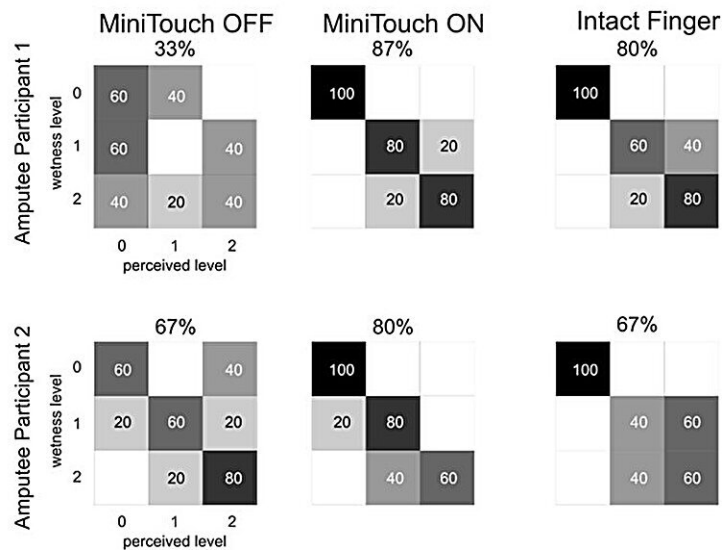 MiniTouch OFF MiniTouch ON Intact Finger
33% 87% 80%
Amputee Participant 1
wetness level
0 60 40 100 100
1 60 40 80 20 60 40
2 40 20 40 20 80 20 80
0 1 2
perceived level
67% 80% 67%
Amputee Participant 2
wetness level
0 60 40 100 100
1 20 60 20 20 80 40 60
2 20 80 40 60 40 60
0 1 2
perceived level